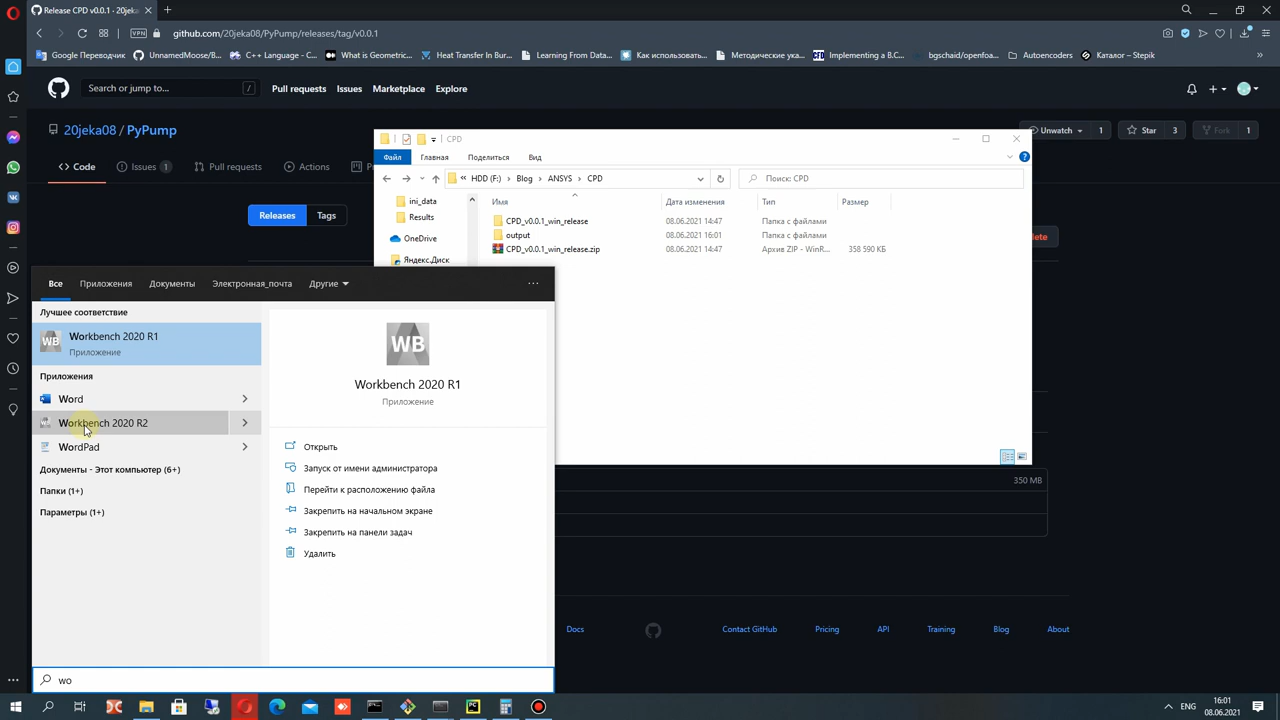 Release CPD v0.0.1 · 20jeka
VPN
github.com/20jeka08/PyPump/releases/tag/v0.0.1
Google Переводчик
UnnamedMoose/B...
C++ Language - C...
What Is Geometric...
Heat Transfer In Bur...
Learning From Data...
Как использовать...
Методические ука...
Engineering in A.I....
bgschaid/openfoa...
Autoencoders
Каталог – Stepik
Search or jump to...
/
Pull requests
Issues
Marketplace
Explore
20jeka08 / PyPump
Unwatch
1
Star
3
Fork
1
Code
Issues
1
Pull requests
Actions
P
Releases
Tags
CPD
Файл
Главная
Поделиться
Вид
HDD (F:)
Blog
ANSYS
CPD
Поиск: CPD
Имя
Дата изменения
Тип
Размер
ini_data
Results
OneDrive
Яндекс.Диск
CPD_v0.0.1_win_release
08.06.2021 14:47
Папка с файлами
output
08.06.2021 16:01
Папка с файлами
CPD_v0.0.1_win_release.zip
08.06.2021 14:47
Архив ZIP - WinR...
358 590 КБ
lete
Все
Приложения
Документы
Электронная почта
Другие
Лучшее соответствие
WB
Workbench 2020 R1
Приложение
Приложения
Word
Workbench 2020 R2
WordPad
Документы - Этот компьютер (6+)
Папки (1+)
Параметры (1+)
WB
Workbench 2020 R1
Приложение
Открыть
Запуск от имени администратора
Перейти к расположению файла
Закрепить на начальном экране
Закрепить на панели задач
Удалить
350 MB
Docs
Contact GitHub
Pricing
API
Training
Blog
About
wo
ENG
16:01
08.06.2021